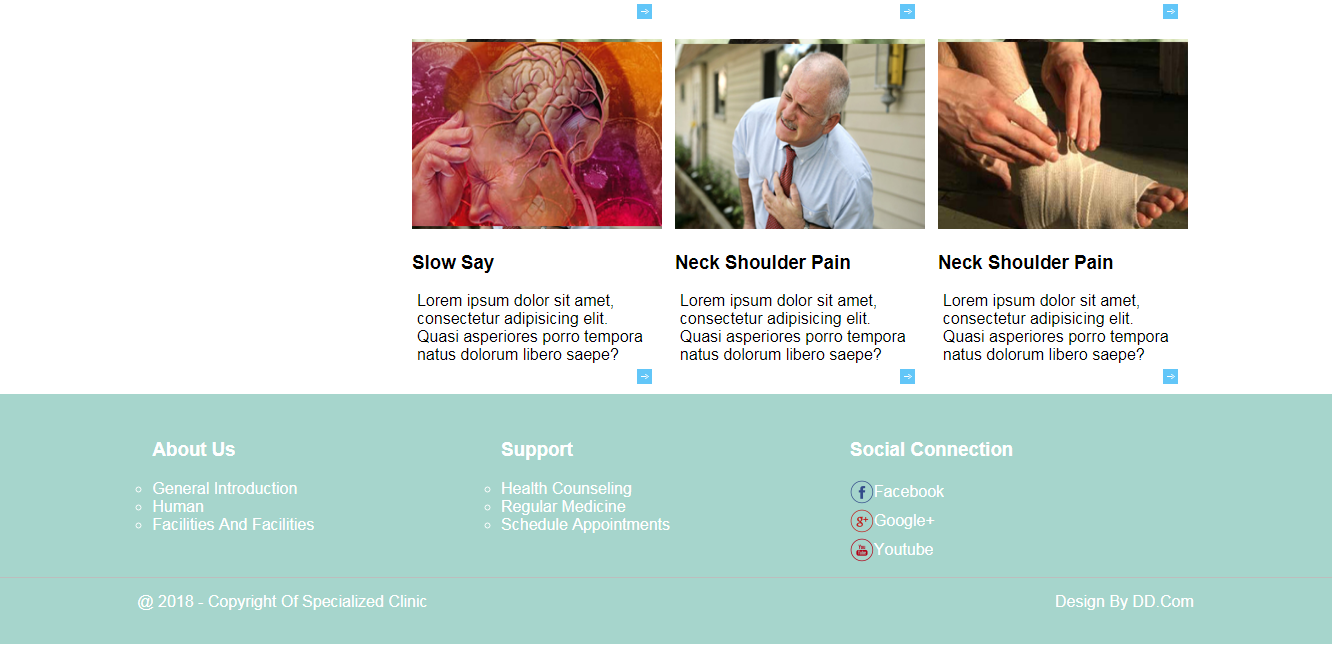 Slow Say
Lorem ipsum dolor sit amet,
consectetur adipisicing elit.
Quasi asperiores porro tempora
natus dolorum libero saepe?
Neck Shoulder Pain
Lorem ipsum dolor sit amet,
consectetur adipisicing elit.
Quasi asperiores porro tempora
natus dolorum libero saepe?
Neck Shoulder Pain
Lorem ipsum dolor sit amet,
consectetur adipisicing elit.
Quasi asperiores porro tempora
natus dolorum libero saepe?
About Us
General Introduction
Human
Facilities And Facilities
Support
Health Counseling
Regular Medicine
Schedule Appointments
Social Connection
Facebook
Google+
Youtube
@ 2018 - Copyright Of Specialized Clinic
Design By DD.Com